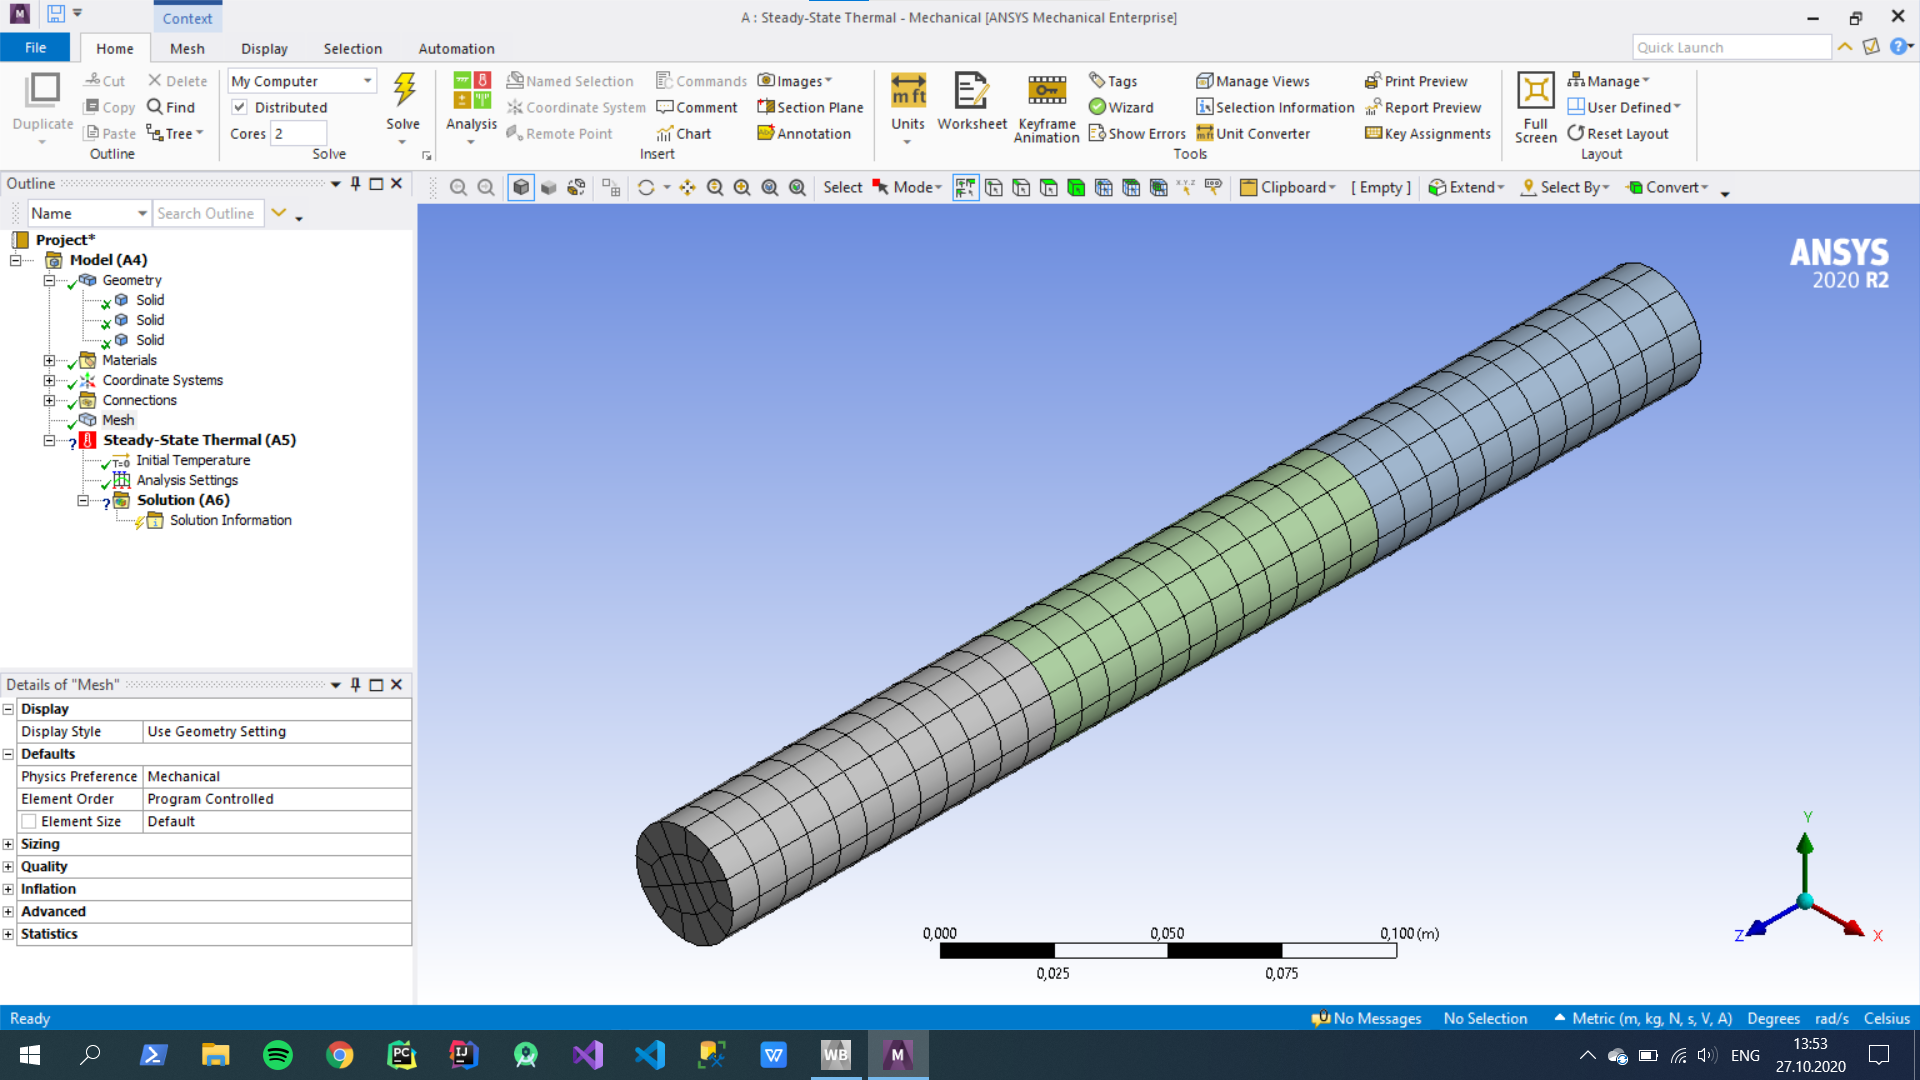 M
Context
A : Steady-State Thermal - Mechanical [ANSYS Mechanical Enterprise]
File
Home
Mesh
Display
Selection
Automation
Quick Launch
Duplicate
Cut
Delete
Copy
Find
Paste
Tree
Outline
My Computer
Distributed
Cores 2
Solve
Solve
Analysis
Named Selection
Commands
Images
Coordinate System
Comment
Section Plane
Remote Point
Chart
Annotation
Insert
m ft
Units
Worksheet
Keyframe
Animation
Tags
Wizard
Show Errors
Manage Views
Selection Information
Unit Converter
Print Preview
Report Preview
Key Assignments
Tools
Full
Screen
Manage
User Defined
Reset Layout
Layout
Outline
Select
Mode
Clipboard
[ Empty ]
Extend
Select By
Convert
Name
Search Outline
Project*
Model (A4)
Geometry
Solid
Solid
Solid
Materials
Coordinate Systems
Connections
Mesh
Steady-State Thermal (A5)
T=0 Initial Temperature
Analysis Settings
Solution (A6)
Solution Information
ANSYS
2020 R2
Details of "Mesh"
Display
Display Style Use Geometry Setting
Defaults
Physics Preference Mechanical
Element Order Program Controlled
Element Size Default
Sizing
Quality
Inflation
Advanced
Statistics
0,000 0,050 0,100 (m)
0,025 0,075
Y
Z
X
Ready
No Messages
No Selection
Metric (m, kg, N, s, V, A)
Degrees
rad/s
Celsius
PC
IJ
W
WB
M
ENG
13:53
27.10.2020